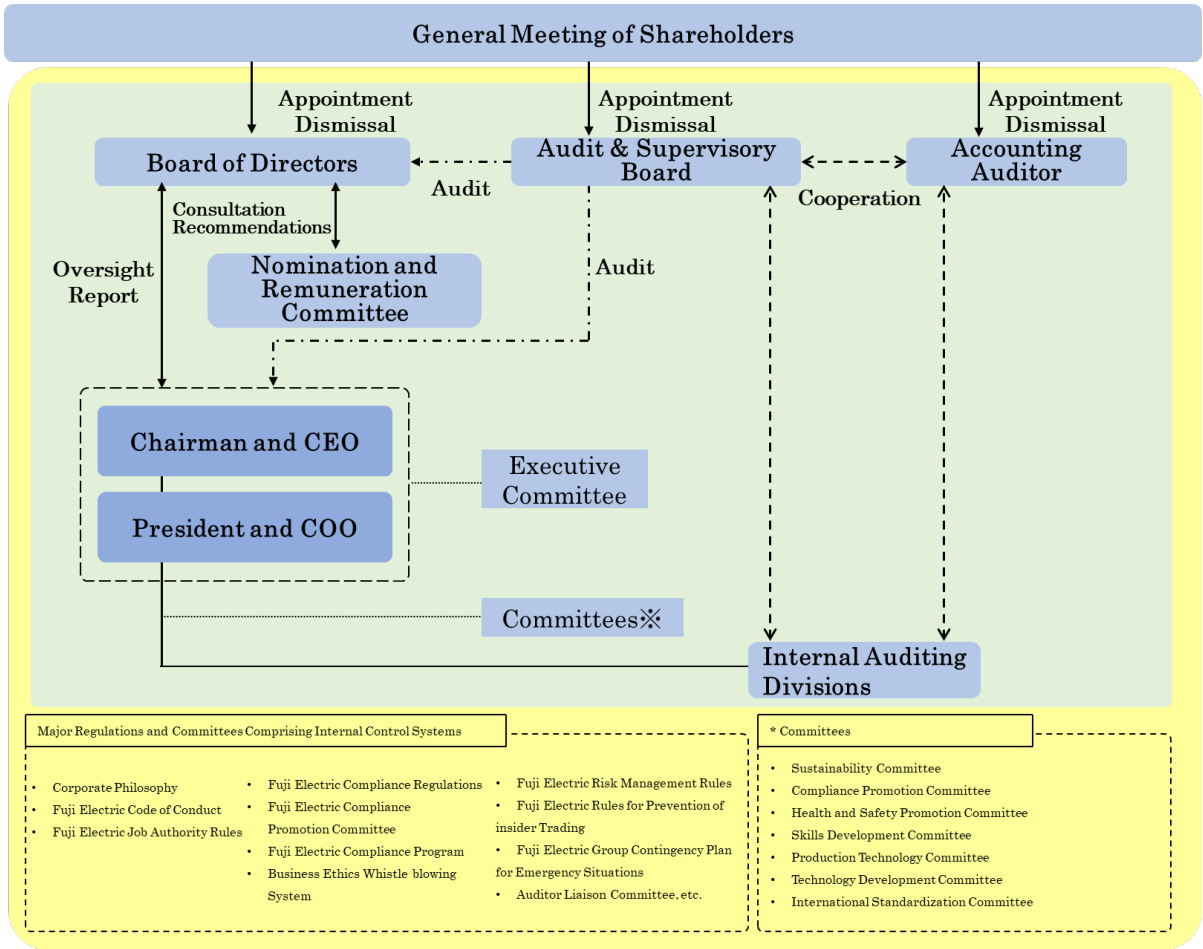 General Meeting of Shareholders
Appointment
Dismissal
Appointment
Dismissal
Appointment
Dismissal
Board of Directors
Audit & Supervisory
Board
Accounting
Auditor
Audit
Cooperation
Consultation
Recommendations
Oversight
Report
Nomination and
Remuneration
Committee
Audit
Chairman and CEO
Executive
Committee
President and COO
Committees※
Internal Auditing
Divisions
Major Regulations and Committees Comprising Internal Control Systems
• Corporate Philosophy
• Fuji Electric Code of Conduct
• Fuji Electric Job Authority Rules
• Fuji Electric Compliance Regulations
• Fuji Electric Compliance
Promotion Committee
• Fuji Electric Compliance Program
• Business Ethics Whistle blowing
System
• Fuji Electric Risk Management Rules
• Fuji Electric Rules for Prevention of
insider Trading
• Fuji Electric Group Contingency Plan
for Emergency Situations
• Auditor Liaison Committee, etc.
* Committees
• Sustainability Committee
• Compliance Promotion Committee
• Health and Safety Promotion Committee
• Skills Development Committee
• Production Technology Committee
• Technology Development Committee
• International Standardization Committee